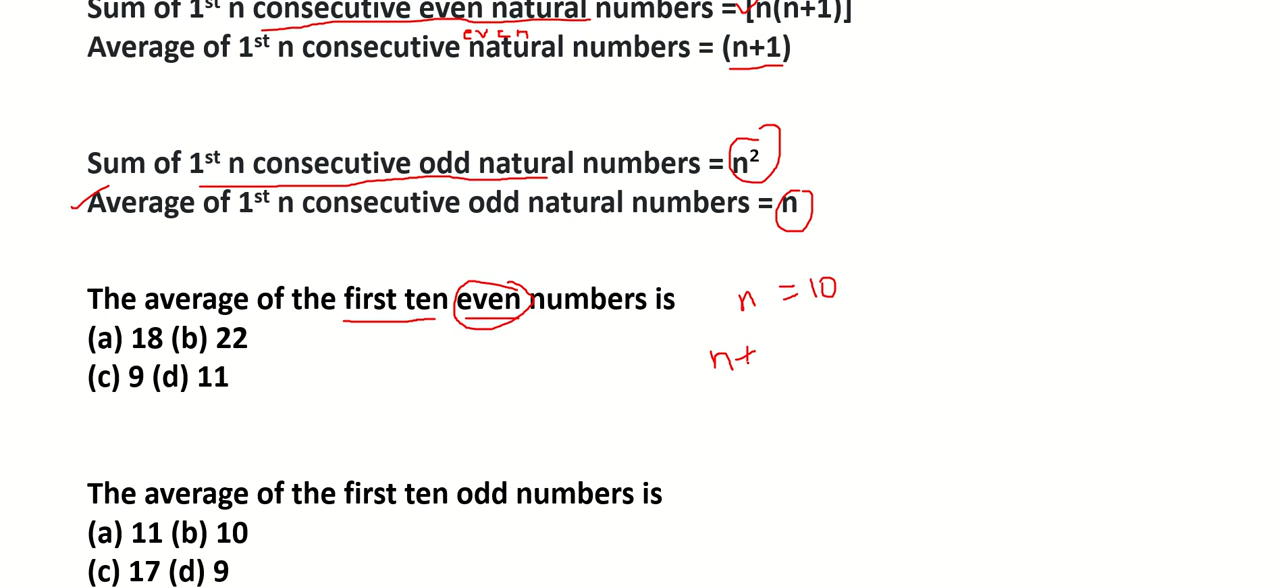 Sum of 1st n consecutive even natural numbers = [n(n+1)]
even
Average of 1st n consecutive natural numbers = (n+1)
Sum of 1st n consecutive odd natural numbers = n²
Average of 1st n consecutive odd natural numbers = n
The average of the first ten even numbers is n = 10
(a) 18 (b) 22 n+
(c) 9 (d) 11
The average of the first ten odd numbers is
(a) 11 (b) 10
(c) 17 (d) 9